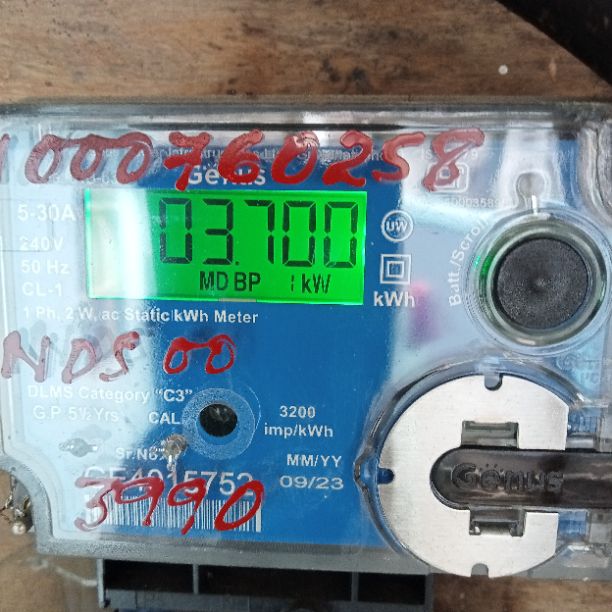 1000760258
Genus
5-30A
240V
50 Hz
CL-1
03.700
MD BP 1 kW
UW
kWh
Batt./Scroll
1 Ph, 2 W, ac Static kWh Meter
NDS 00
DLMS Category "C3"
G.P. 5½ Yrs
CAL
3200
imp/kWh
Sr.No.
MM/YY
09/23
3990
Genus